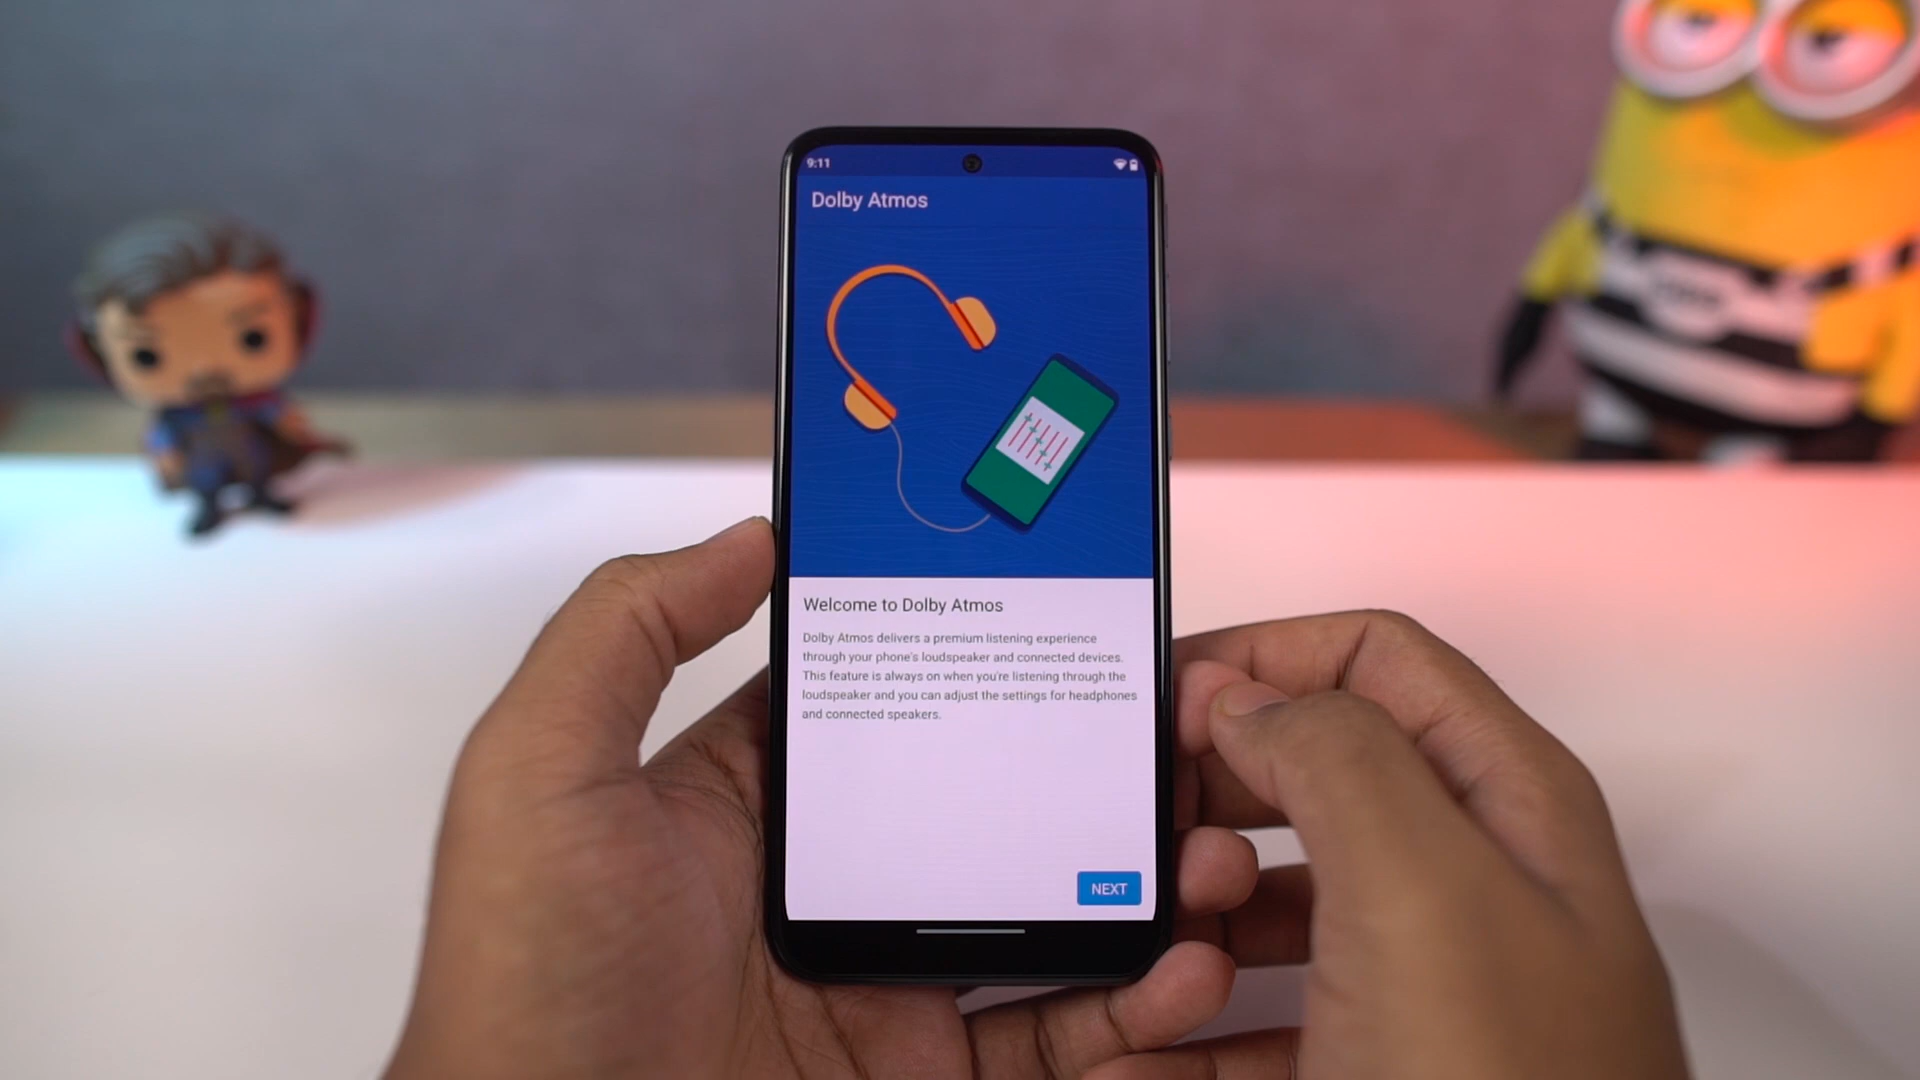 9:11
Dolby Atmos
Welcome to Dolby Atmos
Dolby Atmos delivers a premium listening experience
through your phone's loudspeaker and connected devices.
This feature is always on when you're listening through the
loudspeaker and you can adjust the settings for headphones
and connected speakers.
NEXT